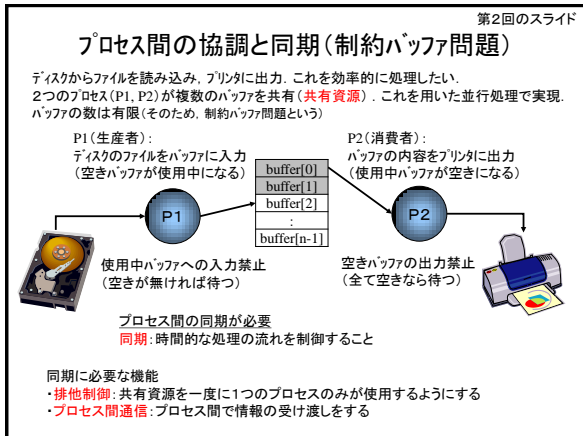 第2回のスライド
プロセス間の協調と同期(制約バッファ問題)
ディスクからファイルを読み込み，プリンタに出力．これを効率的に処理したい．
2つのプロセス(P1, P2)が複数のバッファを共有(共有資源)．これを用いた並行処理で実現．
バッファの数は有限(そのため，制約バッファ問題という)
P1(生産者)：
ディスクのファイルをバッファに入力
(空きバッファが使用中になる)
P2(消費者)：
バッファの内容をプリンタに出力
(使用中バッファが空きになる)
buffer[0]
buffer[1]
buffer[2]
：
buffer[n-1]
P1
P2
使用中バッファへの入力禁止
(空きが無ければ待つ)
空きバッファの出力禁止
(全て空きなら待つ)
プロセス間の同期が必要
同期：時間的な処理の流れを制御すること
同期に必要な機能
・排他制御：共有資源を一度に1つのプロセスのみが使用するようにする
・プロセス間通信：プロセス間で情報の受け渡しをする